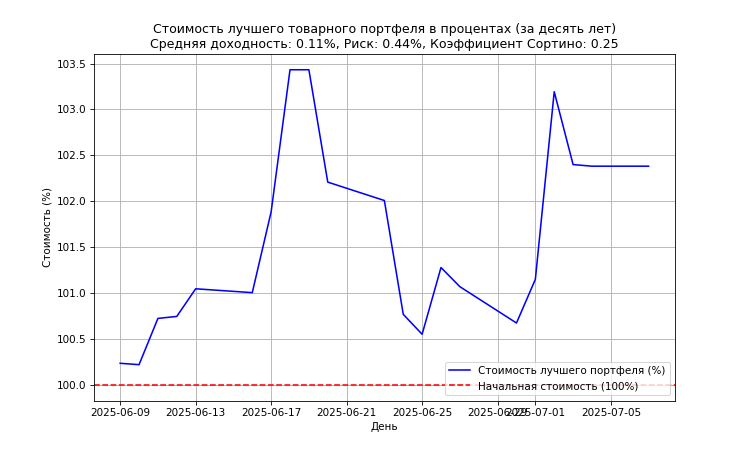 Стоимость лучшего товарного портфеля в процентах (за десять лет)
Средняя доходность: 0.11%, Риск: 0.44%, Коэффициент Сортино: 0.25
Стоимость (%)
103.5
103.0
102.5
102.0
101.5
101.0
100.5
100.0
Стоимость лучшего портфеля (%)
Начальная стоимость (100%)
2025-06-09 2025-06-13 2025-06-17 2025-06-21 2025-06-25 2025-06-29 2025-07-01 2025-07-05
День